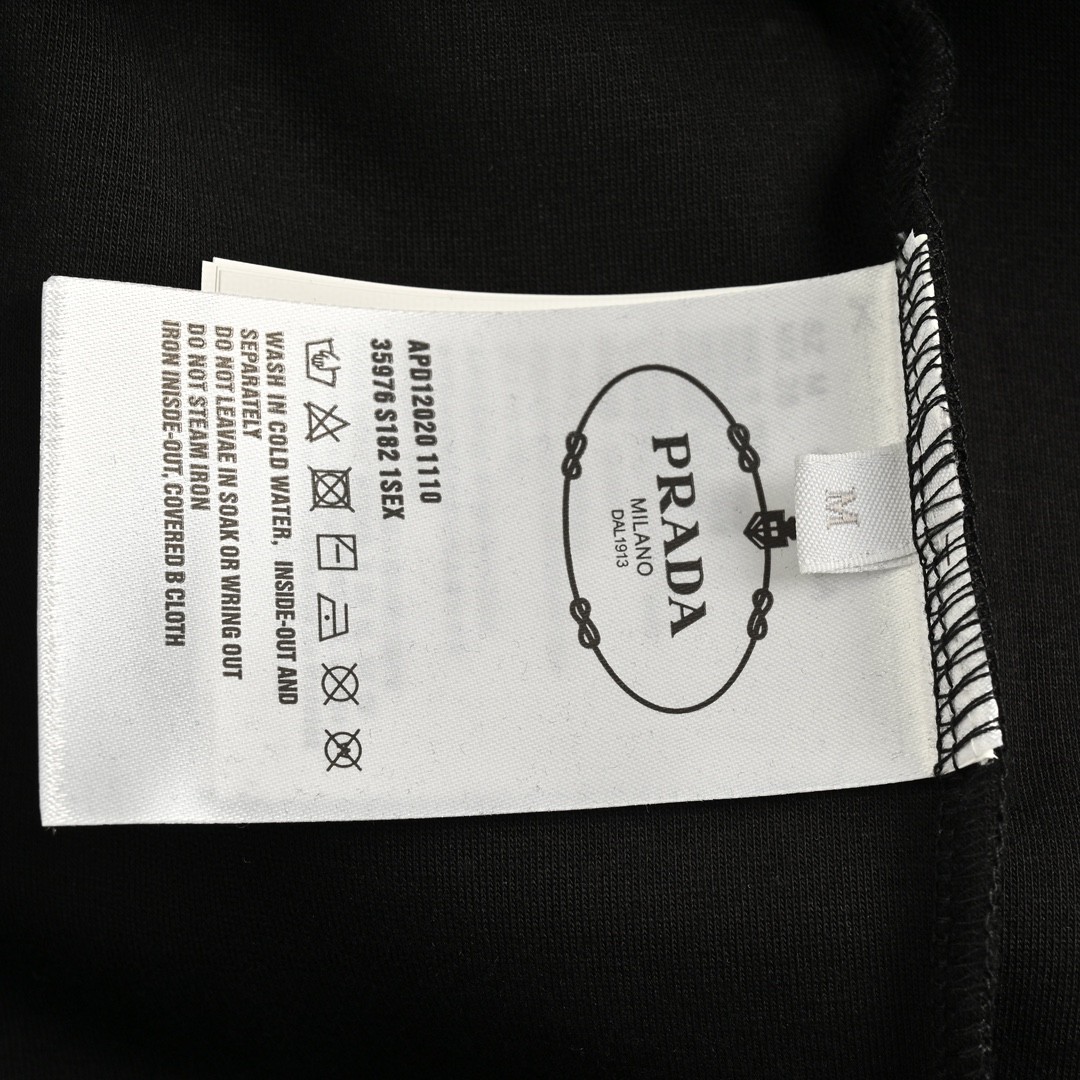 M
PRADA
MILANO
DAL1913
APD12020 1110
35976 S182 1SEX
WASH IN COLD WATER, INSIDE-OUT AND
SEPARATELY
DO NOT LEAVAE IN SOAK OR WRING OUT
DO NOT STEAM IRON
IRON INISDE-OUT, COVERED B CLOTH